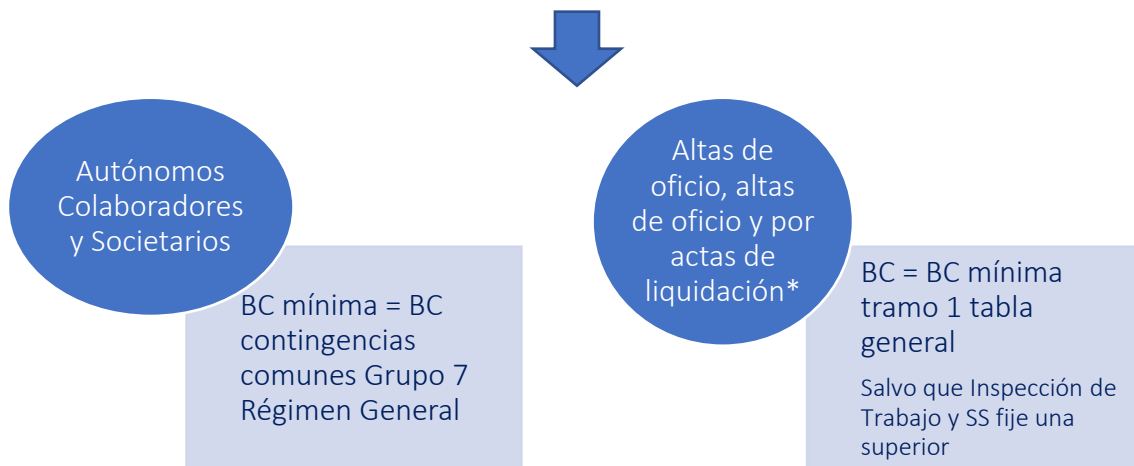 Autónomos
Colaboradores
y Societarios
BC mínima = BC
contingencias
comunes Grupo 7
Régimen General
Altas de
oficio, altas
de oficio y por
actas de
liquidación*
BC = BC mínima
tramo 1 tabla
general
Salvo que Inspección de
Trabajo y SS fije una
superior